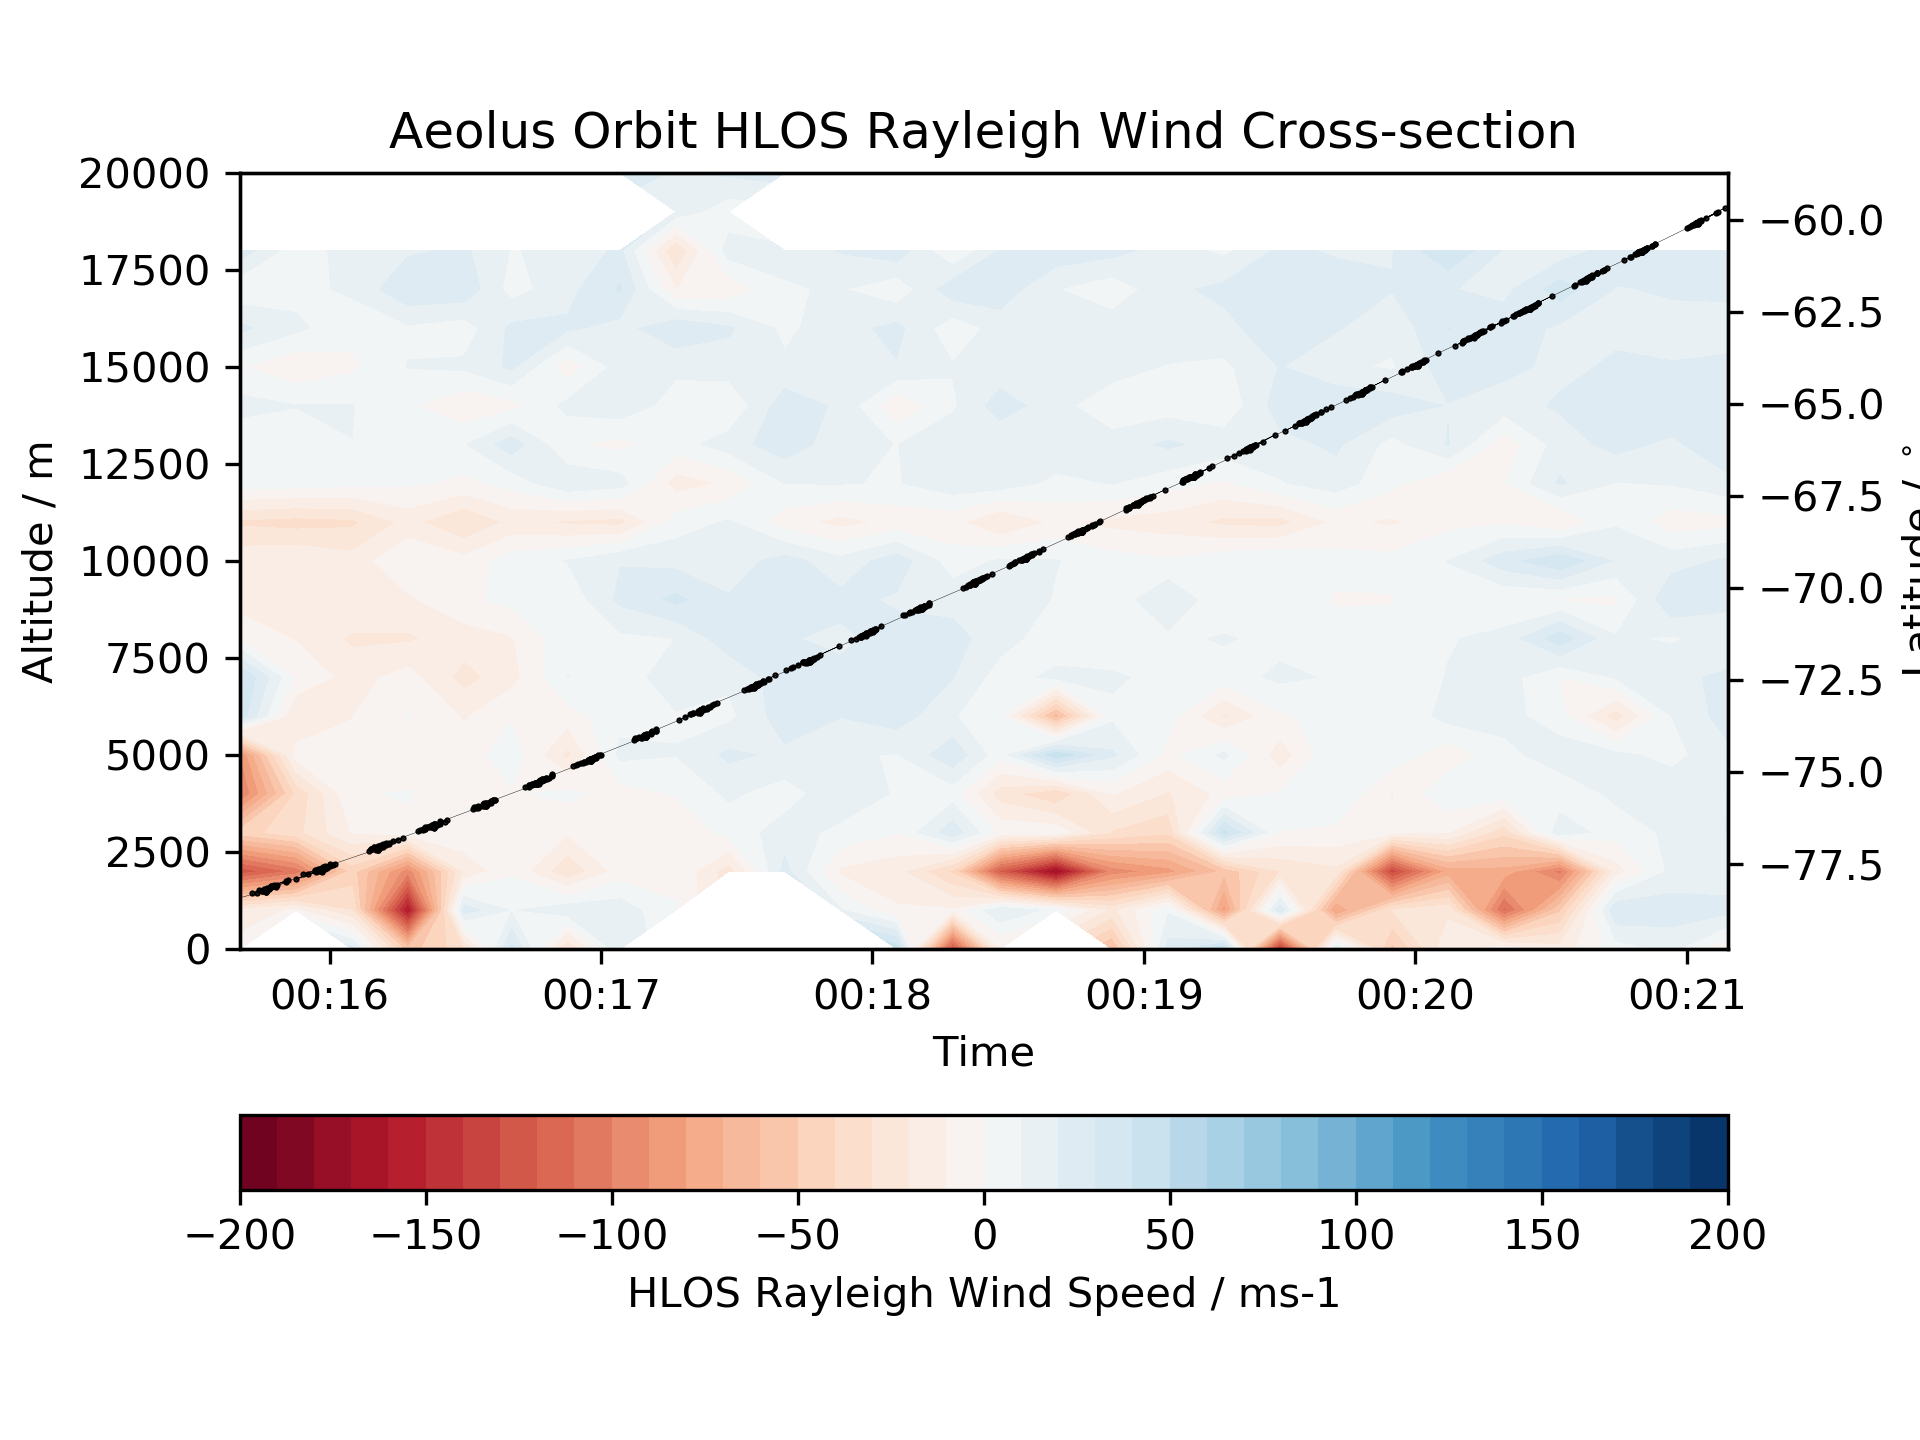 Aeolus Orbit HLOS Rayleigh Wind Cross-section
20000
17500
15000
12500
10000
7500
5000
2500
0
Altitude / m
−60.0
−62.5
−65.0
−67.5
−70.0
−72.5
−75.0
−77.5
Latitude / °
00:16 00:17 00:18 00:19 00:20 00:21
Time
−200 −150 −100 −50 0 50 100 150 200
HLOS Rayleigh Wind Speed / ms-1